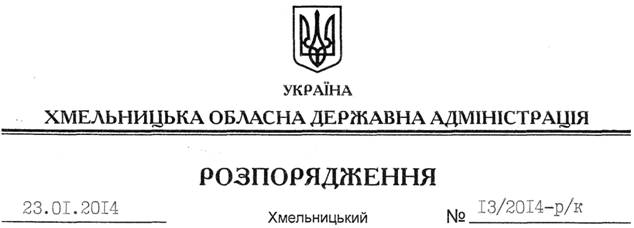 УКРАЇНА
ХМЕЛЬНИЦЬКА ОБЛАСНА ДЕРЖАВНА АДМІНІСТРАЦІЯ
РОЗПОРЯДЖЕННЯ
23.01.2014 Хмельницький № 13/2014-р/к